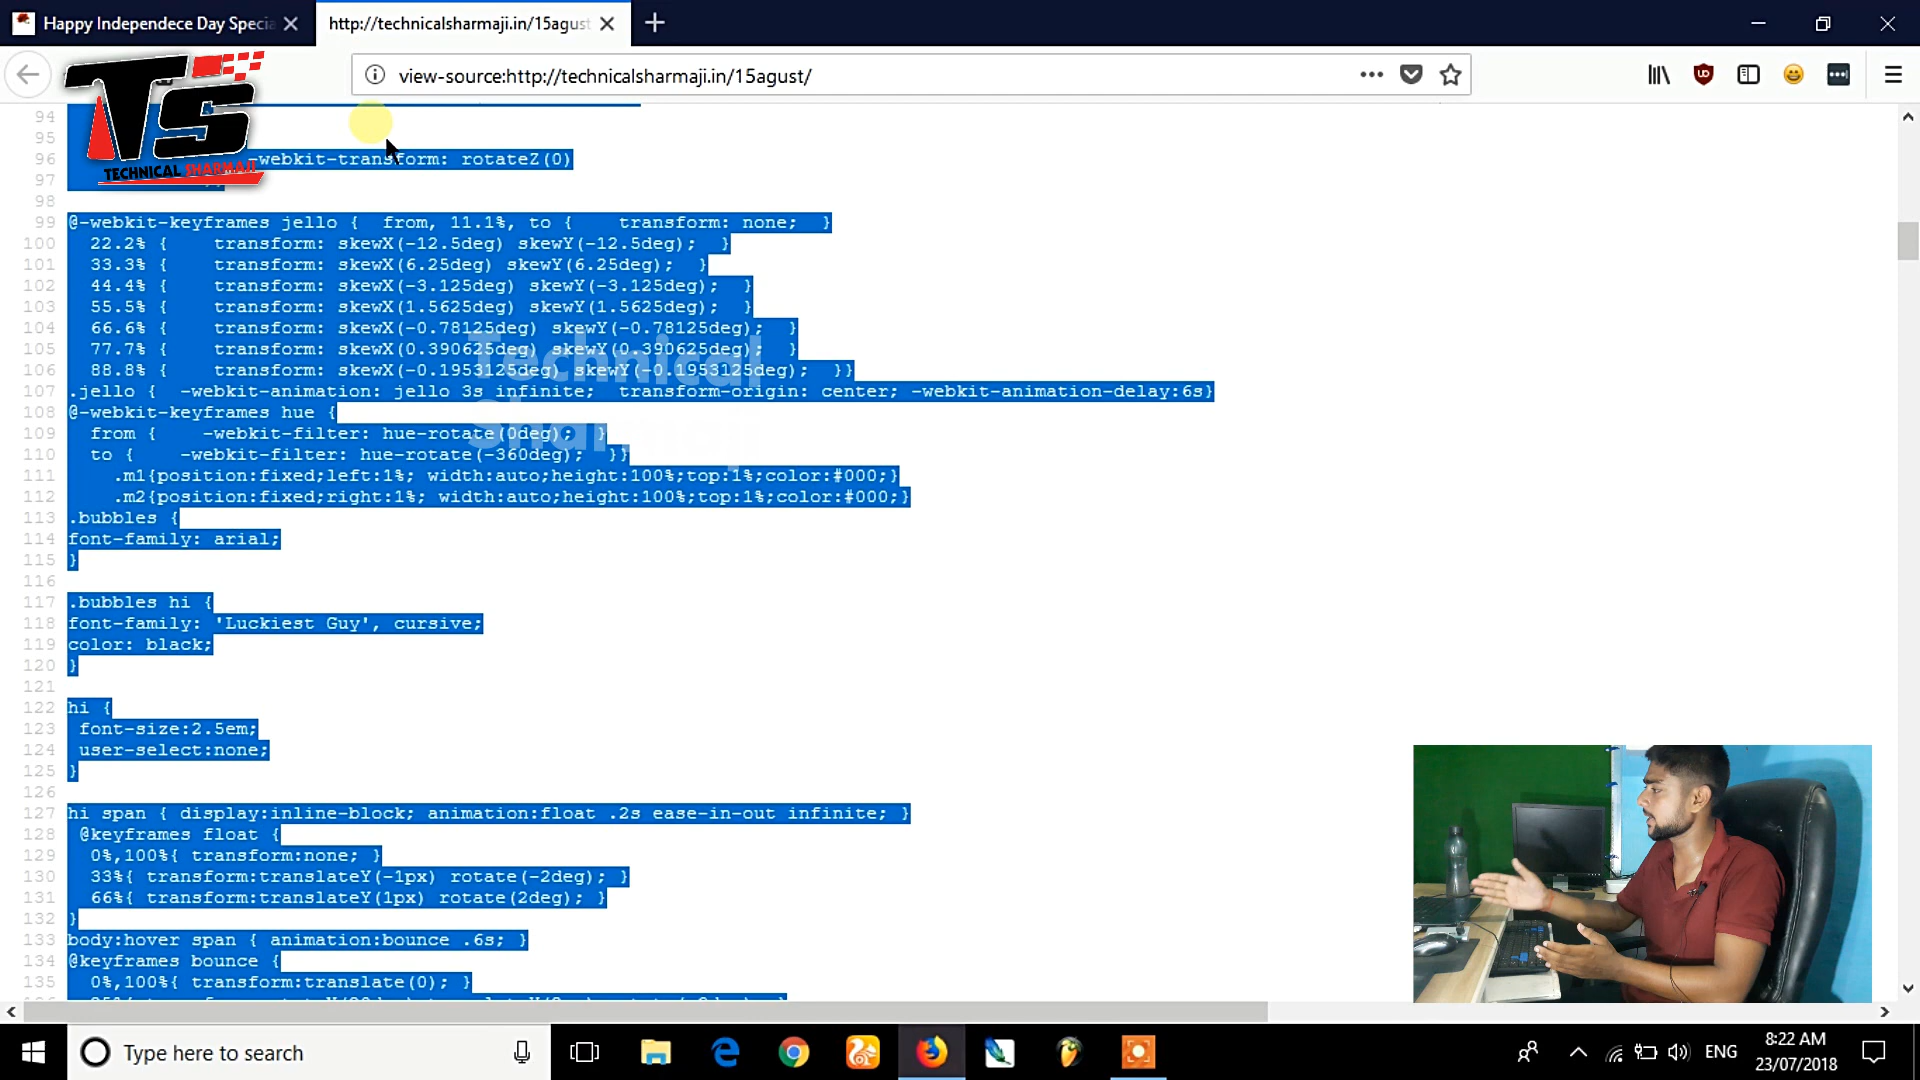 Happy Independece Day Specia
http://technicalsharmaji.in/15agust
view-source:http://technicalsharmaji.in/15agust/
TS
TECHNICAL SHARMAJI
94
95
96 -webkit-transform: rotateZ(0)
97
98
99 @-webkit-keyframes jello {  from, 11.1%, to {    transform: none;  }
100   22.2% {    transform: skewX(-12.5deg) skewY(-12.5deg);  }
101   33.3% {    transform: skewX(6.25deg) skewY(6.25deg);  }
102   44.4% {    transform: skewX(-3.125deg) skewY(-3.125deg);  }
103   55.5% {    transform: skewX(1.5625deg) skewY(1.5625deg);  }
104   66.6% {    transform: skewX(-0.78125deg) skewY(-0.78125deg);  }
105   77.7% {    transform: skewX(0.390625deg) skewY(0.390625deg);  }
106   88.8% {    transform: skewX(-0.1953125deg) skewY(-0.1953125deg);  }}
107 .jello {  -webkit-animation: jello 3s infinite;  transform-origin: center; -webkit-animation-delay:6s}
108 @-webkit-keyframes hue {
109   from {    -webkit-filter: hue-rotate(0deg);  }
110   to {    -webkit-filter: hue-rotate(-360deg);  }}
111     .m1{position:fixed;left:1%; width:auto;height:100%;top:1%;color:#000;}
112     .m2{position:fixed;right:1%; width:auto;height:100%;top:1%;color:#000;}
113 .bubbles {
114 font-family: arial;
115 }
116
117 .bubbles hi {
118 font-family: 'Luckiest Guy', cursive;
119 color: black;
120 }
121
122 hi {
123  font-size:2.5em;
124  user-select:none;
125 }
126
127 hi span { display:inline-block; animation:float .2s ease-in-out infinite; }
128  @keyframes float {
129   0%,100%{ transform:none; }
130   33%{ transform:translateY(-1px) rotate(-2deg); }
131   66%{ transform:translateY(1px) rotate(2deg); }
132 }
133 body:hover span { animation:bounce .6s; }
134 @keyframes bounce {
135   0%,100%{ transform:translate(0); }
Technical
Sharmaji
Type here to search
ENG
8:22 AM
23/07/2018